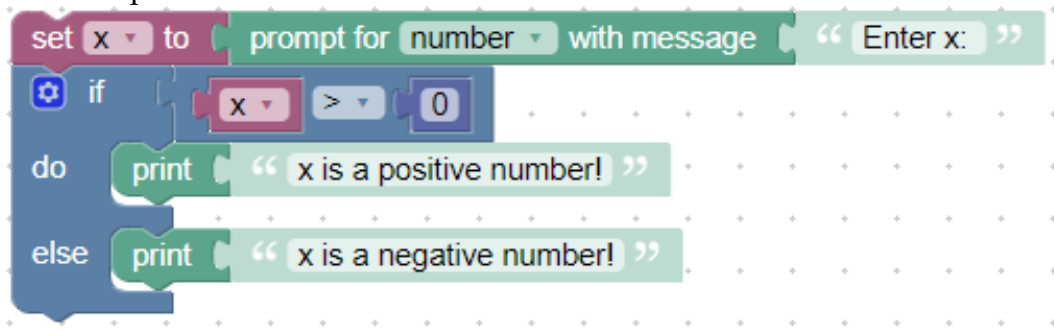 set x to prompt for number with message “ Enter x: ”
if x > 0
do print “ x is a positive number! ”
else print “ x is a negative number! ”